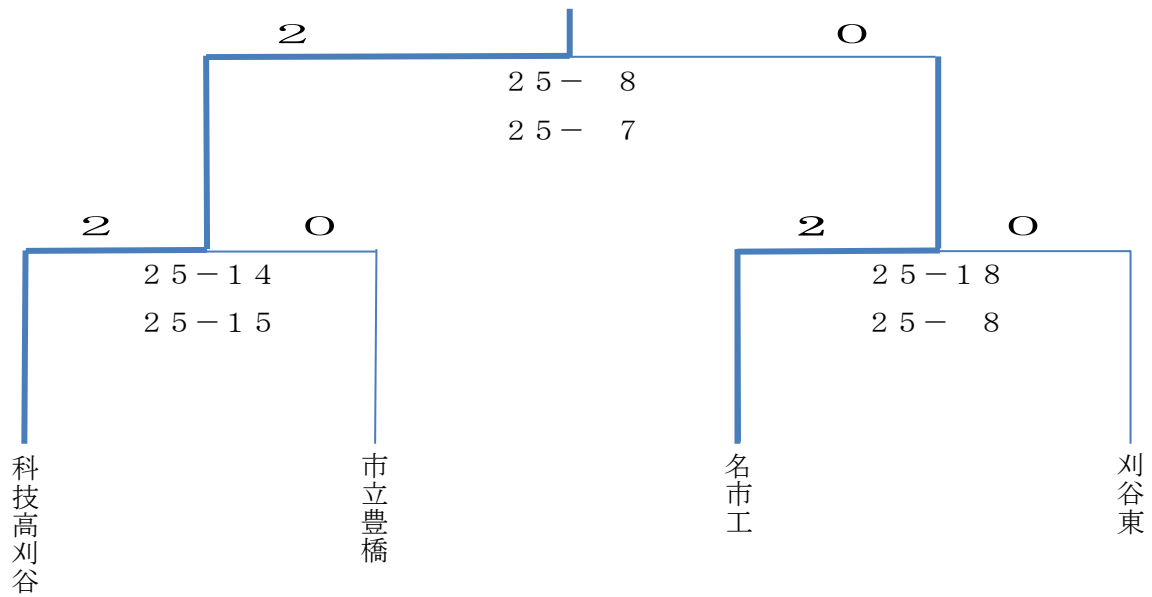 ２ ０
２５－　８
２５－　７
２ ０ ２ ０
２５－１４ ２５－１８
２５－１５ ２５－　８
科技高刈谷
市立豊橋
名市工
刈谷東